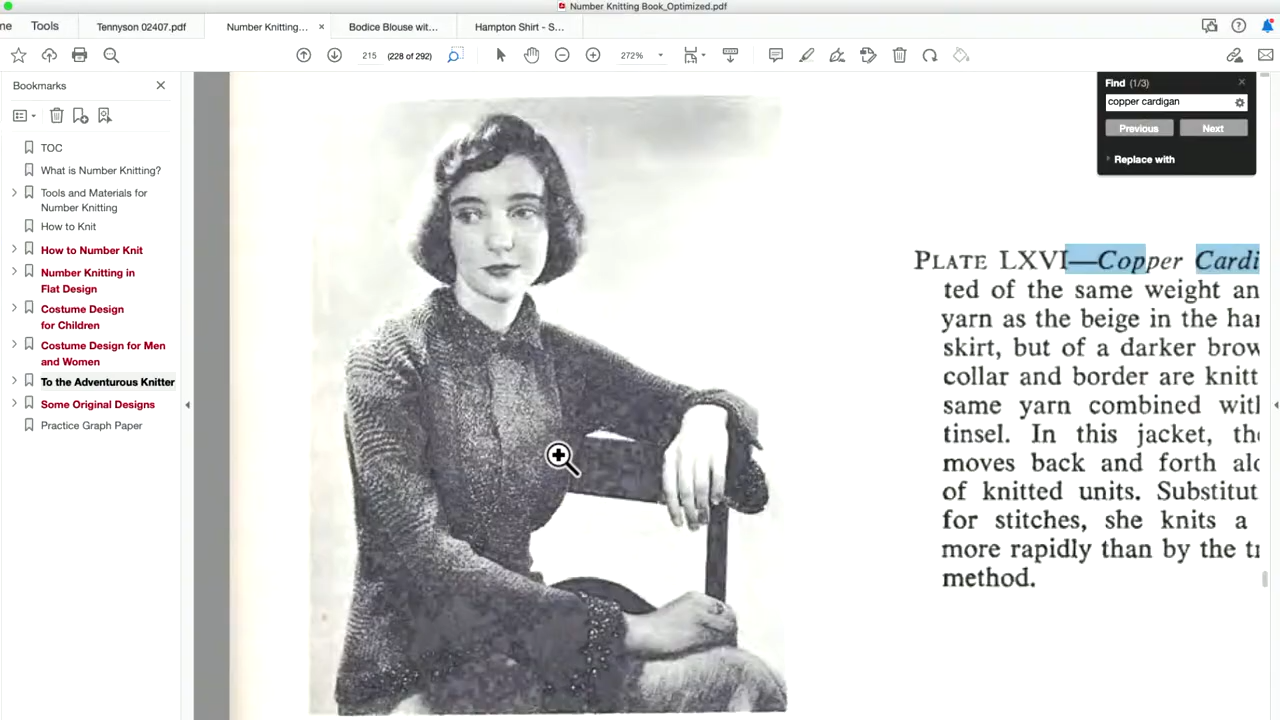 Number Knitting Book_Optimized.pdf
ne Tools Tennyson 02407.pdf Number Knitting... × Bodice Blouse wit... Hampton Shirt - S...
215 (228 of 292) 272%
Bookmarks
TOC
What is Number Knitting?
Tools and Materials for
Number Knitting
How to Knit
How to Number Knit
Number Knitting in
Flat Design
Costume Design
for Children
Costume Design for Men
and Women
To the Adventurous Knitter
Some Original Designs
Practice Graph Paper
Find (1/3)
copper cardigan
Previous Next
Replace with
PLATE LXVI—Copper Cardi
ted of the same weight an
yarn as the beige in the har
skirt, but of a darker brow
collar and border are knitt
same yarn combined with
tinsel. In this jacket, the
moves back and forth alo
of knitted units. Substitut
for stitches, she knits a
more rapidly than by the tr
method.